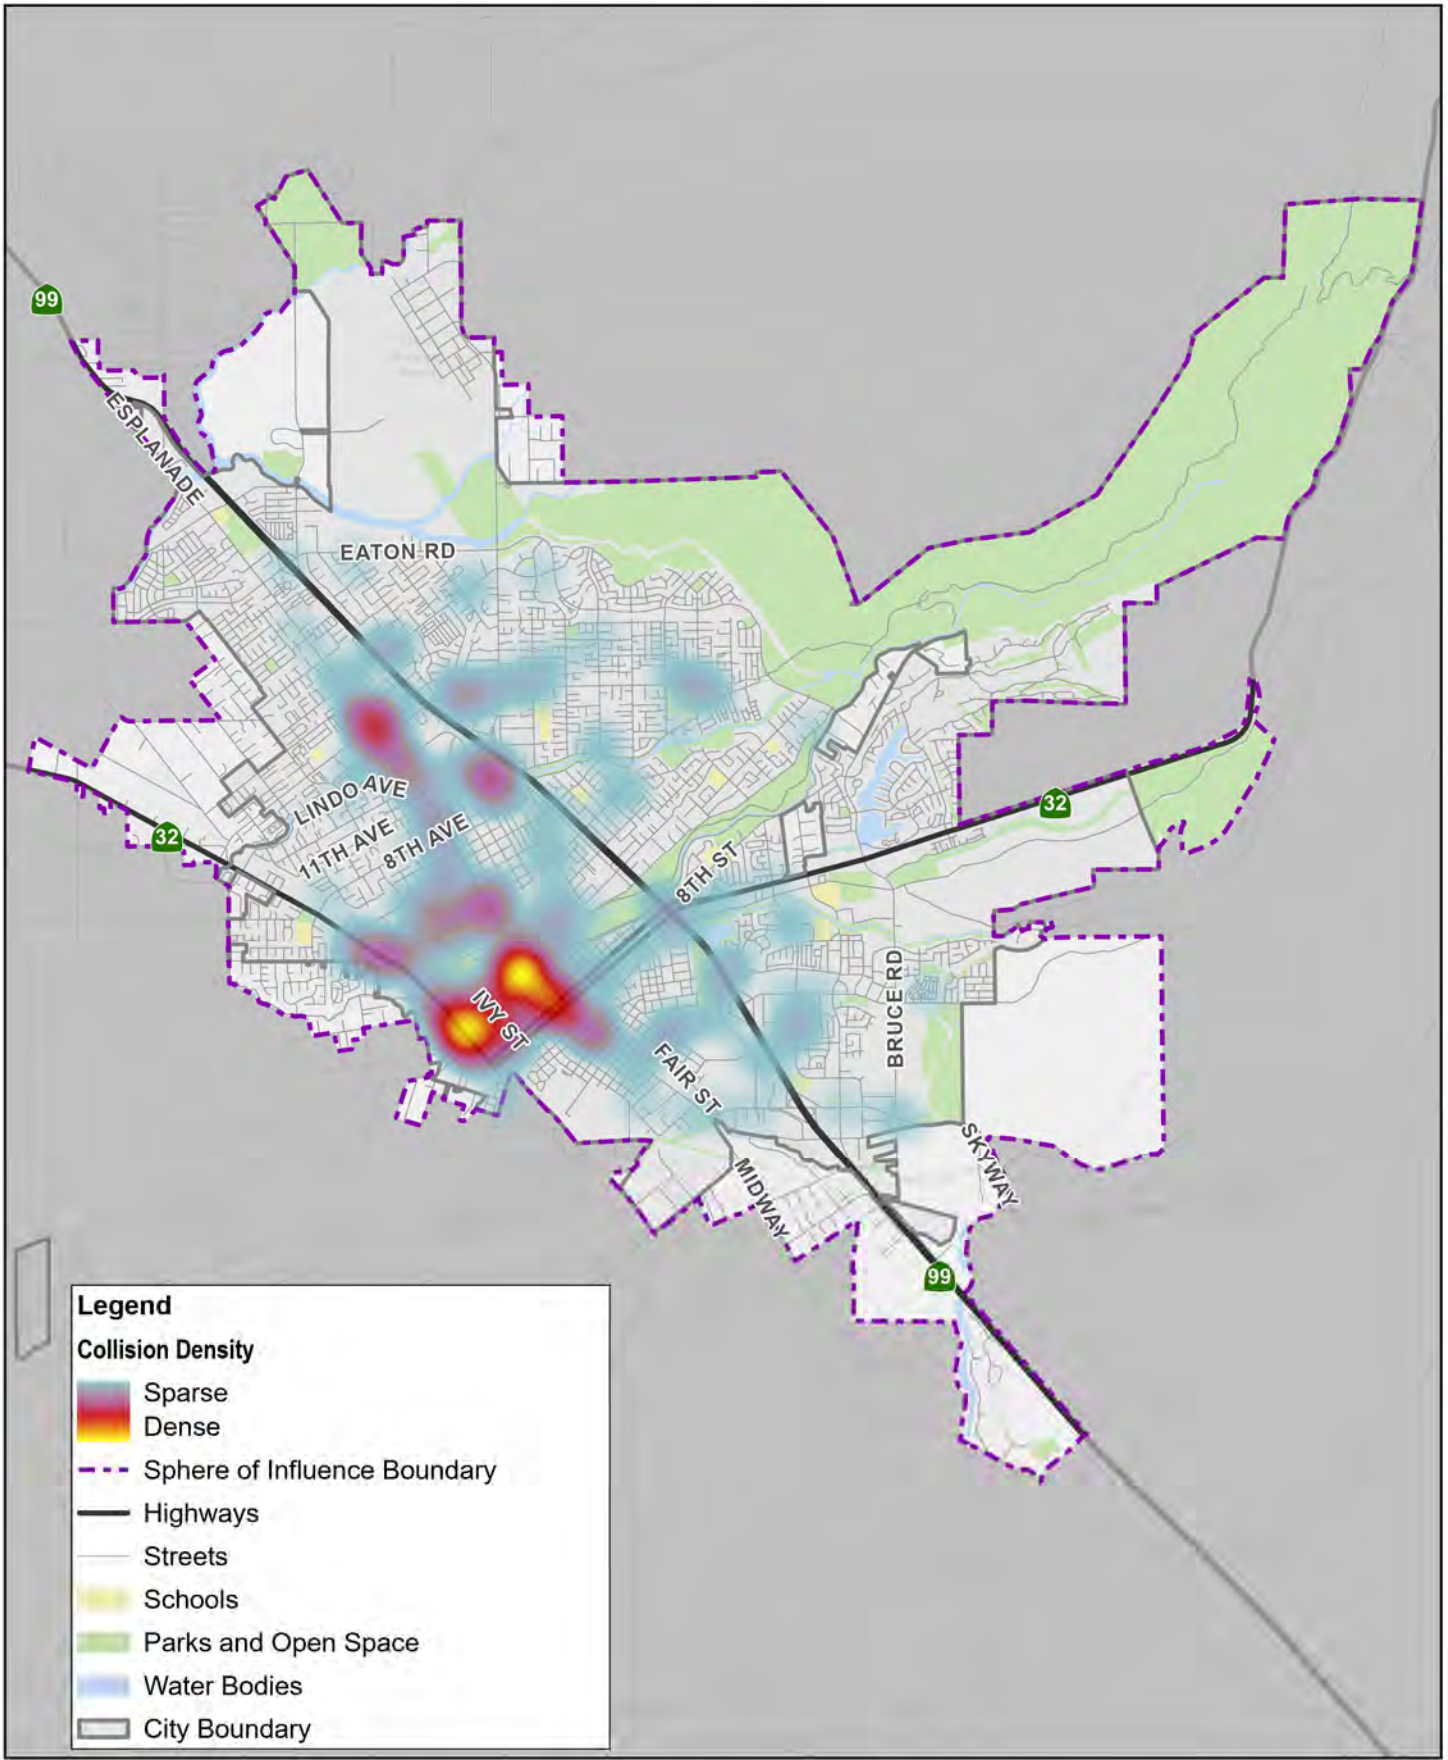 99
ESPLANADE
EATON RD
LINDO AVE
32
11TH AVE
8TH AVE
32
8TH ST
IVY ST
BRUCE RD
FAIR ST
SKYWAY
MIDWAY
99
Legend
Collision Density
Sparse
Dense
Sphere of Influence Boundary
Highways
Streets
Schools
Parks and Open Space
Water Bodies
City Boundary